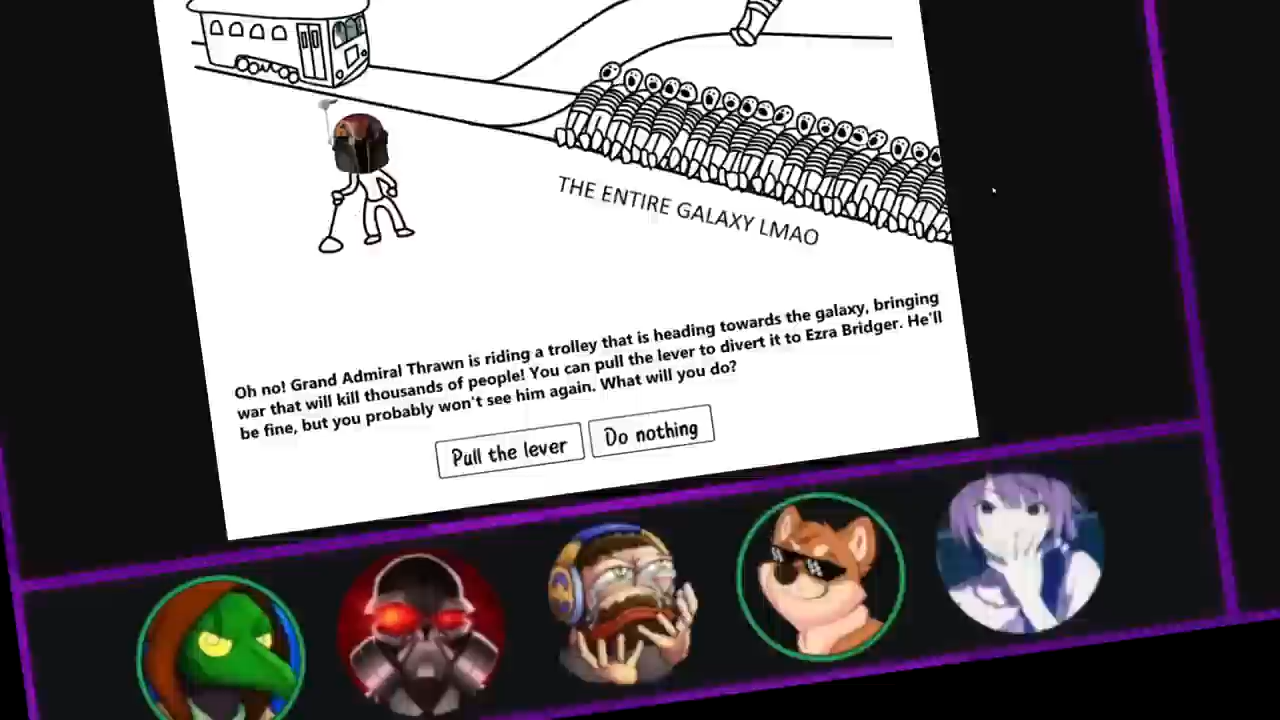 THE ENTIRE GALAXY LMAO
Oh no! Grand Admiral Thrawn is riding a trolley that is heading towards the galaxy, bringing
war that will kill thousands of people! You can pull the lever to divert it to Ezra Bridger. He'll
be fine, but you probably won't see him again. What will you do?
Pull the lever
Do nothing